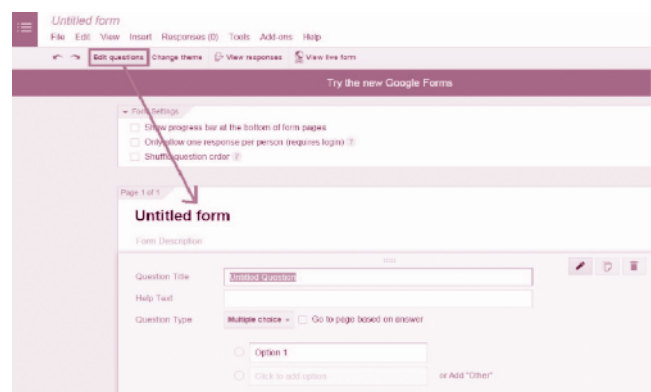 Untitled form
File Edit View Insert Responses (0) Tools Add-ons Help
Edit questions Change theme View responses View live form
Try the new Google Forms
Form Settings
Show progress bar at the bottom of form pages
Only allow one response per person (requires login) ?
Shuffle question order ?
Page 1 of 1
Untitled form
Form Description
Question Title Untitled Question
Help Text
Question Type Multiple choice Go to page based on answer
Option 1
Click to add option or Add "Other"